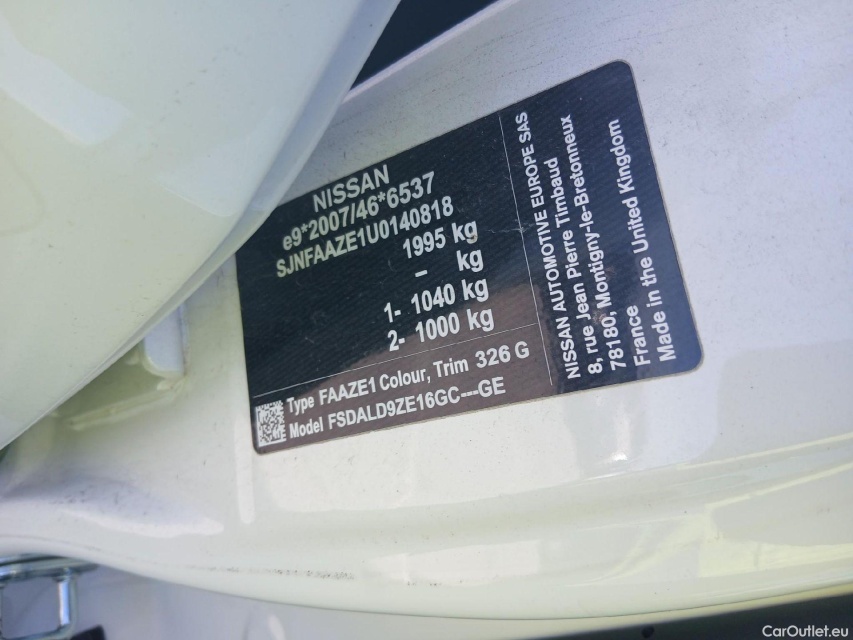 NISSAN
e9*2007/46*6537
SJNFAAZE1U0140818
1995 kg
– kg
1- 1040 kg
2- 1000 kg
Type FAAZE1 Colour, Trim 326 G
Model FSDALD9ZE16GC---GE
NISSAN AUTOMOTIVE EUROPE SAS
8, rue Jean Pierre Timbaud
78180, Montigny-le-Bretonneux
France
Made in the United Kingdom
CarOutlet.eu